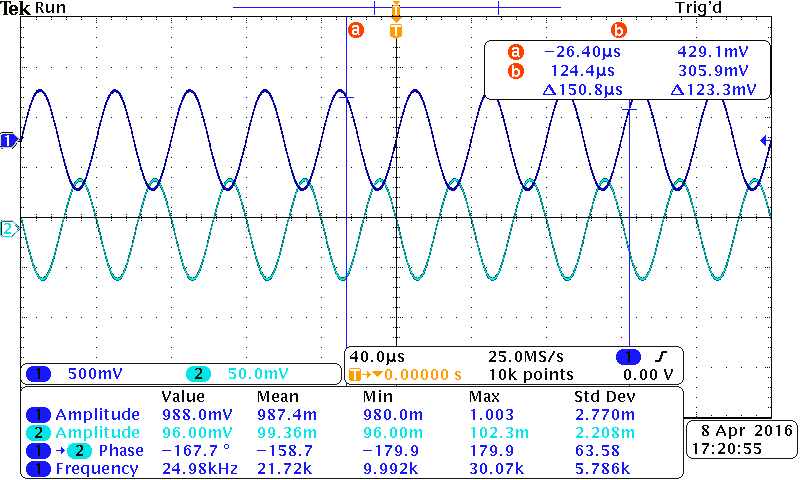 Tek Run Trig'd
a T b
T
a −26.40µs 429.1mV
b 124.4µs 305.9mV
Δ150.8µs Δ123.3mV
1
2
1 500mV 2 50.0mV
40.0µs 25.0MS/s 1
T→▼0.00000 s 10k points 0.00 V
Value Mean Min Max Std Dev
1 Amplitude 988.0mV 987.4m 980.0m 1.003 2.770m
2 Amplitude 96.00mV 99.36m 96.00m 102.3m 2.208m
1 → 2 Phase −167.7 ° −158.7 −179.9 179.9 63.58
1 Frequency 24.98kHz 21.72k 9.992k 30.07k 5.786k
8 Apr 2016
17:20:55